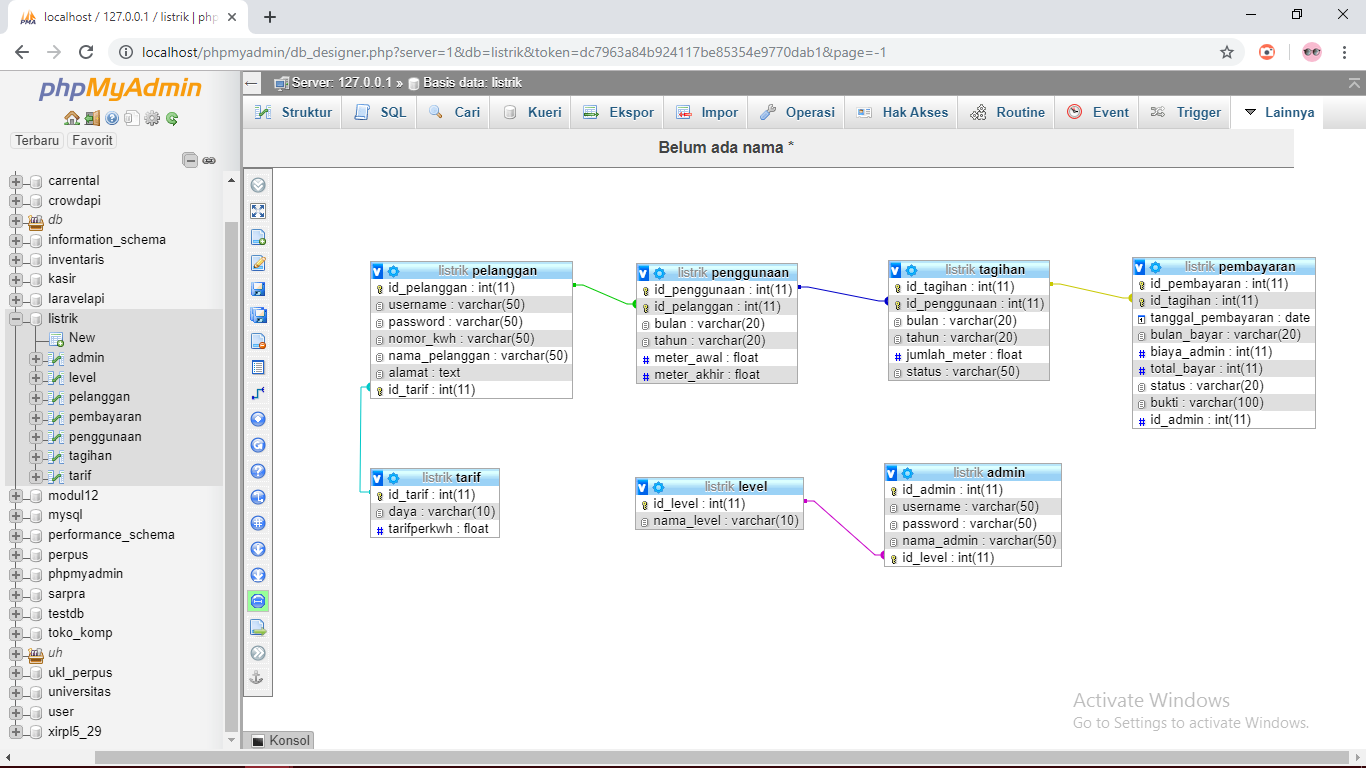 localhost / 127.0.0.1 / listrik | php
localhost/phpmyadmin/db_designer.php?server=1&db=listrik&token=dc7963a84b924117be85354e9770dab1&page=-1
phpMyAdmin
Terbaru Favorit
carrental
crowdapi
db
information_schema
inventaris
kasir
laravelapi
listrik
New
admin
level
pelanggan
pembayaran
penggunaan
tagihan
tarif
modul12
mysql
performance_schema
perpus
phpmyadmin
sarpra
testdb
toko_komp
uh
ukl_perpus
universitas
user
xirpl5_29
Server: 127.0.0.1 » Basis data: listrik
Struktur SQL Cari Kueri Ekspor Impor Operasi Hak Akses Routine Event Trigger Lainnya
Belum ada nama *
listrik pelanggan
id_pelanggan : int(11)
username : varchar(50)
password : varchar(50)
nomor_kwh : varchar(50)
nama_pelanggan : varchar(50)
alamat : text
id_tarif : int(11)
listrik penggunaan
id_penggunaan : int(11)
id_pelanggan : int(11)
bulan : varchar(20)
tahun : varchar(20)
meter_awal : float
meter_akhir : float
listrik tagihan
id_tagihan : int(11)
id_penggunaan : int(11)
bulan : varchar(20)
tahun : varchar(20)
jumlah_meter : float
status : varchar(50)
listrik pembayaran
id_pembayaran : int(11)
id_tagihan : int(11)
tanggal_pembayaran : date
bulan_bayar : varchar(20)
biaya_admin : int(11)
total_bayar : int(11)
status : varchar(20)
bukti : varchar(100)
id_admin : int(11)
listrik tarif
id_tarif : int(11)
daya : varchar(10)
tarifperkwh : float
listrik level
id_level : int(11)
nama_level : varchar(10)
listrik admin
id_admin : int(11)
username : varchar(50)
password : varchar(50)
nama_admin : varchar(50)
id_level : int(11)
Activate Windows
Go to Settings to activate Windows.
Konsol